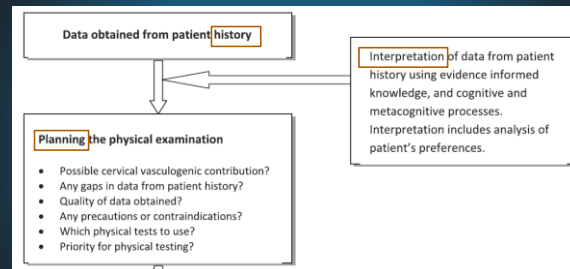 Data obtained from patient history
Interpretation of data from patient
history using evidence informed
knowledge, and cognitive and
metacognitive processes.
Interpretation includes analysis of
patient's preferences.
Planning the physical examination
• Possible cervical vasculogenic contribution?
• Any gaps in data from patient history?
• Quality of data obtained?
• Any precautions or contraindications?
• Which physical tests to use?
• Priority for physical testing?